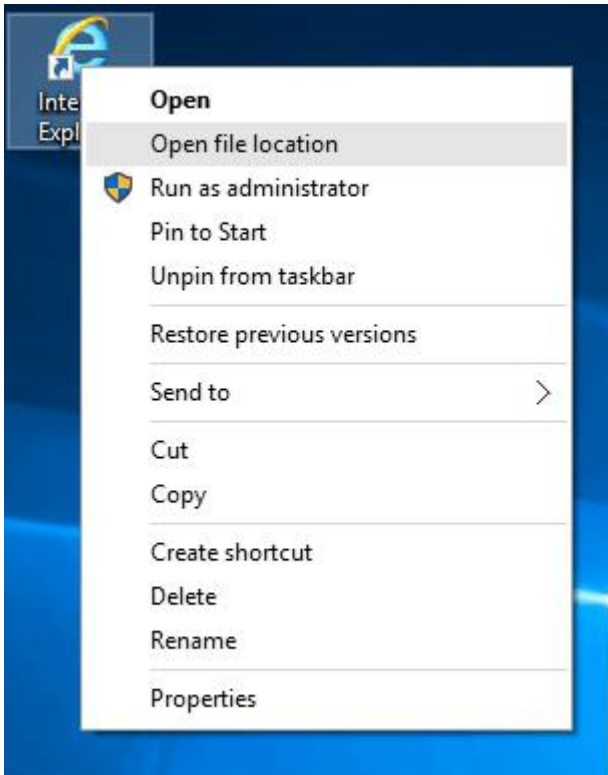 Inte
Expl
Open
Open file location
Run as administrator
Pin to Start
Unpin from taskbar
Restore previous versions
Send to
Cut
Copy
Create shortcut
Delete
Rename
Properties